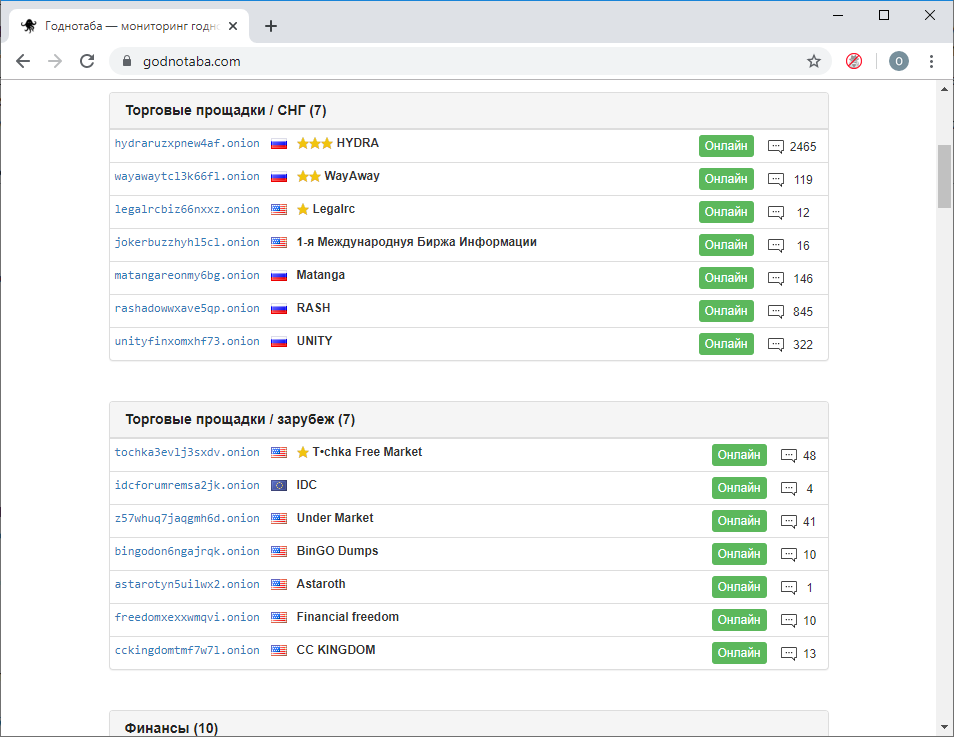 Годнотаба — мониторинг годно
godnotaba.com
О
Торговые прощадки / СНГ (7)
hydraruzxpnew4af.onion HYDRA Онлайн 2465
wayawaytcl3k66fl.onion WayAway Онлайн 119
legalrcbiz66nxxz.onion Legalrc Онлайн 12
jokerbuzzhyhl5cl.onion 1-я Международнуя Биржа Информации Онлайн 16
matangareonmy6bg.onion Matanga Онлайн 146
rashadowwxave5qp.onion RASH Онлайн 845
unityfinxomxhf73.onion UNITY Онлайн 322
Торговые прощадки / зарубеж (7)
tochka3evlj3sxdv.onion T•chka Free Market Онлайн 48
idcforumremsa2jk.onion IDC Онлайн 4
z57whuq7jaqgmh6d.onion Under Market Онлайн 41
bingodon6ngajrqk.onion BinGO Dumps Онлайн 10
astarotyn5uilwx2.onion Astaroth Онлайн 1
freedomxexxwmqvi.onion Financial freedom Онлайн 10
cckingdomtmf7w7l.onion CC KINGDOM Онлайн 13
Финансы (10)